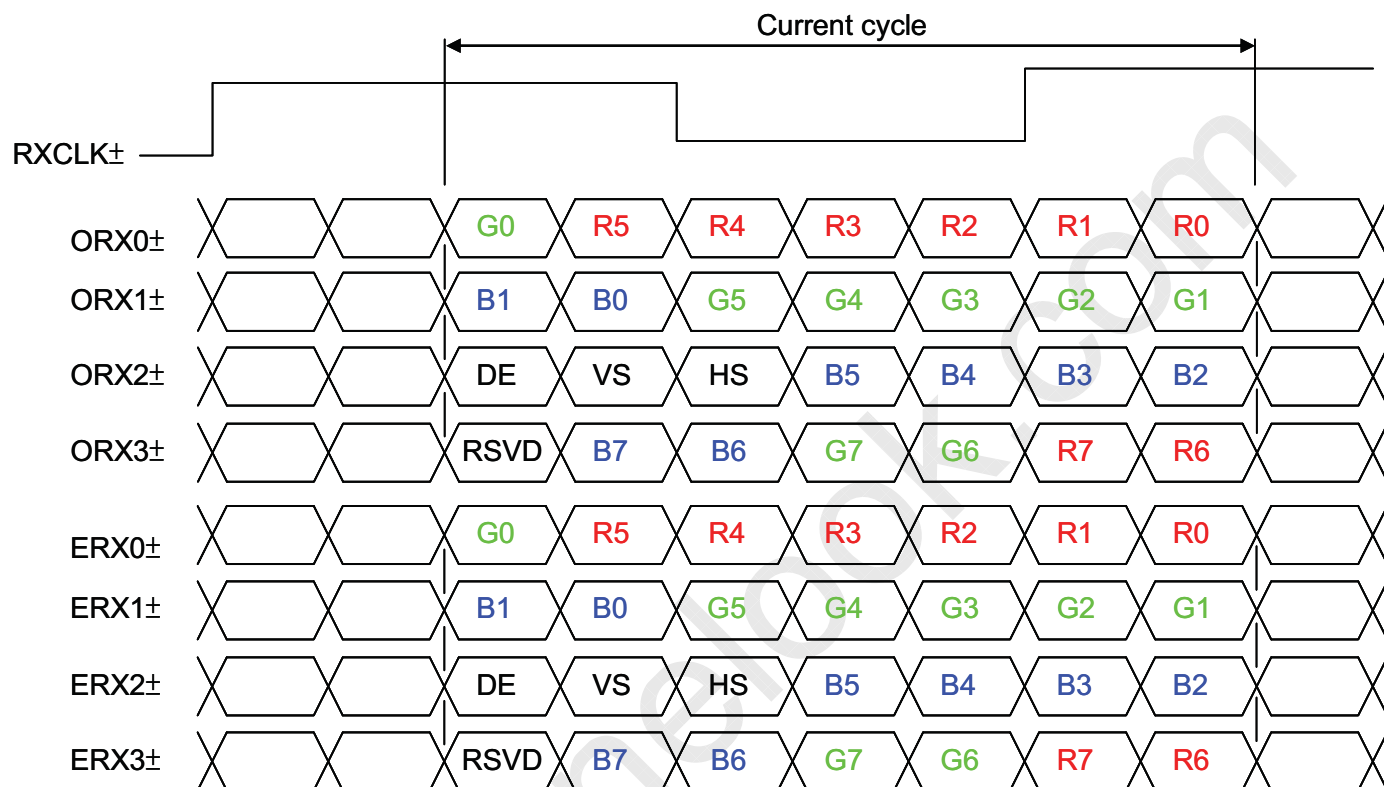 Current cycle
RXCLK±
ORX0± G0 R5 R4 R3 R2 R1 R0
ORX1± B1 B0 G5 G4 G3 G2 G1
ORX2± DE VS HS B5 B4 B3 B2
ORX3± RSVD B7 B6 G7 G6 R7 R6
ERX0± G0 R5 R4 R3 R2 R1 R0
ERX1± B1 B0 G5 G4 G3 G2 G1
ERX2± DE VS HS B5 B4 B3 B2
ERX3± RSVD B7 B6 G7 G6 R7 R6
nelook.com